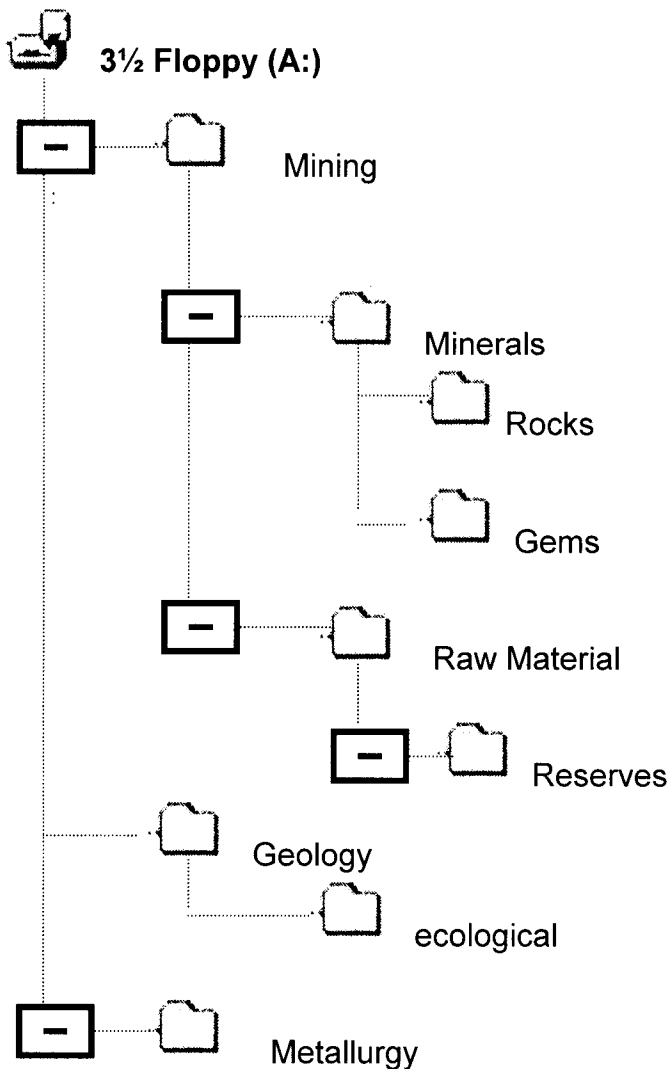 3½ Floppy (A:)
Mining
Minerals
Rocks
Gems
Raw Material
Reserves
Geology
ecological
Metallurgy